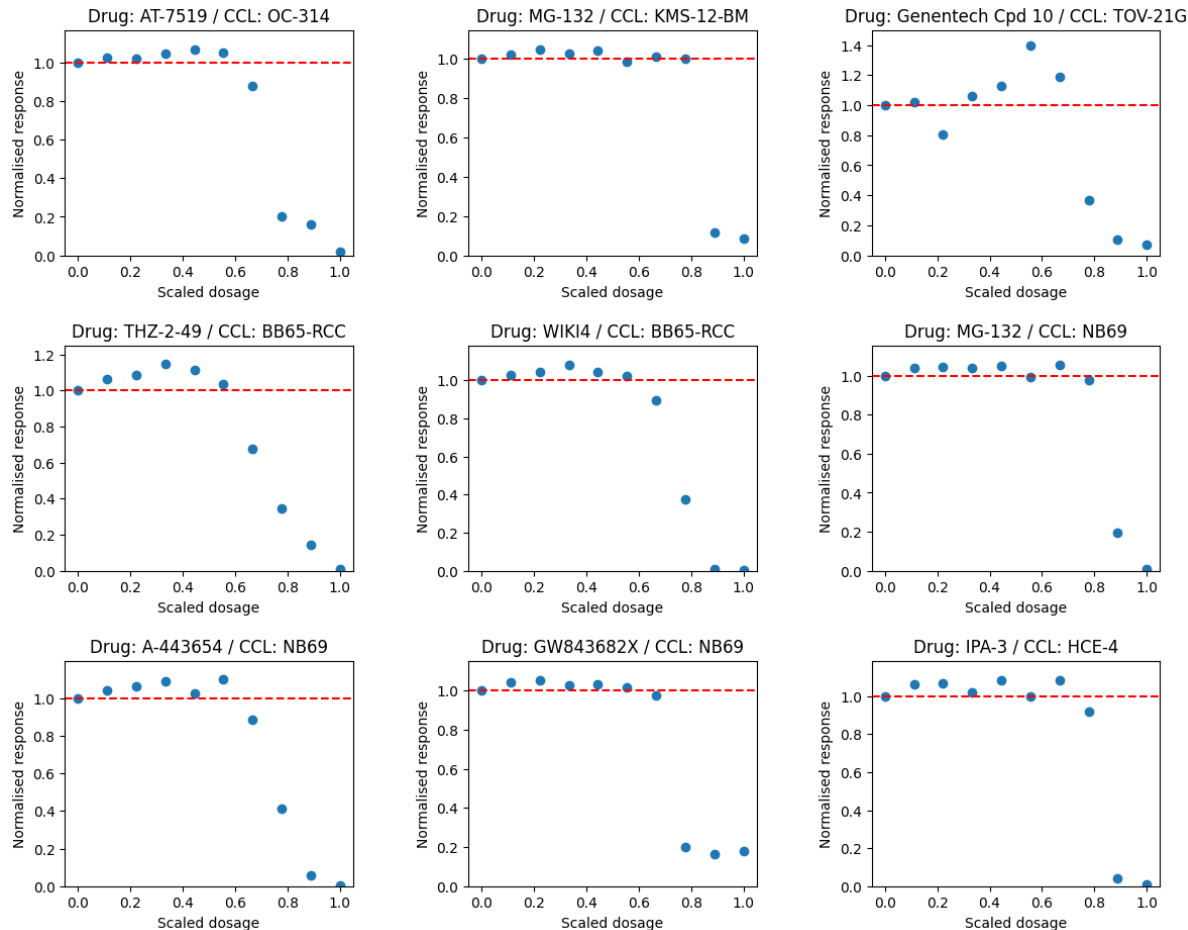 Drug: AT-7519 / CCL: OC-314
Normalised response
1.0
0.8
0.6
0.4
0.2
0.0
0.0 0.2 0.4 0.6 0.8 1.0
Scaled dosage
Drug: MG-132 / CCL: KMS-12-BM
Normalised response
1.0
0.8
0.6
0.4
0.2
0.0
0.0 0.2 0.4 0.6 0.8 1.0
Scaled dosage
Drug: Genentech Cpd 10 / CCL: TOV-21G
Normalised response
1.4
1.2
1.0
0.8
0.6
0.4
0.2
0.0
0.0 0.2 0.4 0.6 0.8 1.0
Scaled dosage
Drug: THZ-2-49 / CCL: BB65-RCC
Normalised response
1.2
1.0
0.8
0.6
0.4
0.2
0.0
0.0 0.2 0.4 0.6 0.8 1.0
Scaled dosage
Drug: WIKI4 / CCL: BB65-RCC
Normalised response
1.0
0.8
0.6
0.4
0.2
0.0
0.0 0.2 0.4 0.6 0.8 1.0
Scaled dosage
Drug: MG-132 / CCL: NB69
Normalised response
1.0
0.8
0.6
0.4
0.2
0.0
0.0 0.2 0.4 0.6 0.8 1.0
Scaled dosage
Drug: A-443654 / CCL: NB69
Normalised response
1.0
0.8
0.6
0.4
0.2
0.0
0.0 0.2 0.4 0.6 0.8 1.0
Scaled dosage
Drug: GW843682X / CCL: NB69
Normalised response
1.0
0.8
0.6
0.4
0.2
0.0
0.0 0.2 0.4 0.6 0.8 1.0
Scaled dosage
Drug: IPA-3 / CCL: HCE-4
Normalised response
1.0
0.8
0.6
0.4
0.2
0.0
0.0 0.2 0.4 0.6 0.8 1.0
Scaled dosage